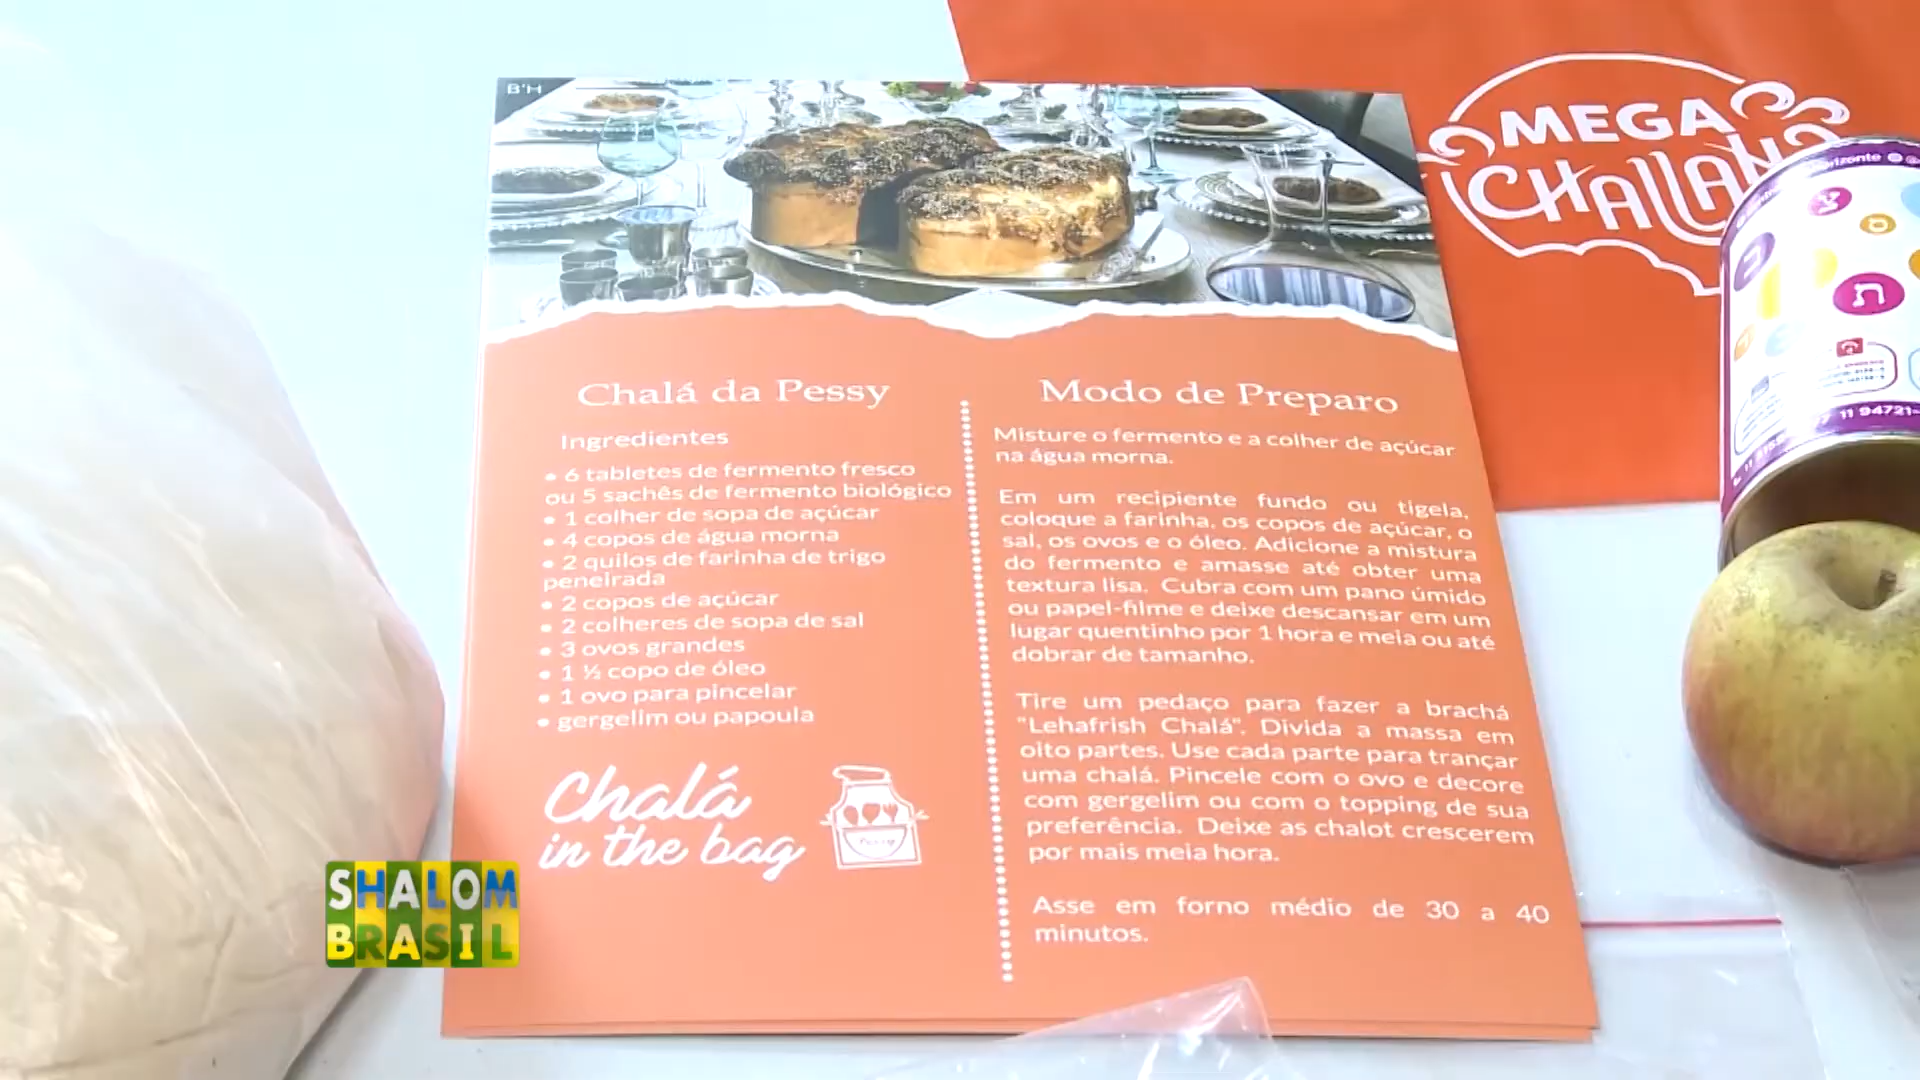 B'H
MEGA
CHALLAH
Chalá da Pessy
Ingredientes
• 6 tabletes de fermento fresco
ou 5 sachês de fermento biológico
• 1 colher de sopa de açúcar
• 4 copos de água morna
• 2 quilos de farinha de trigo
peneirada
• 2 copos de açúcar
• 2 colheres de sopa de sal
• 3 ovos grandes
• 1 ½ copo de óleo
• 1 ovo para pincelar
• gergelim ou papoula
Chalá
in the bag
Pessy
Modo de Preparo
Misture o fermento e a colher de açúcar
na água morna.
Em um recipiente fundo ou tigela,
coloque a farinha, os copos de açúcar, o
sal, os ovos e o óleo. Adicione a mistura
do fermento e amasse até obter uma
textura lisa. Cubra com um pano úmido
ou papel-filme e deixe descansar em um
lugar quentinho por 1 hora e meia ou até
dobrar de tamanho.
Tire um pedaço para fazer a brachá
"Lehafrish Chalá". Divida a massa em
oito partes. Use cada parte para trançar
uma chalá. Pincele com o ovo e decore
com gergelim ou com o topping de sua
preferência. Deixe as chalot crescerem
por mais meia hora.
Asse em forno médio de 30 a 40
minutos.
SHALOM
BRASIL
צ
ם
ב
ת
11 94721-